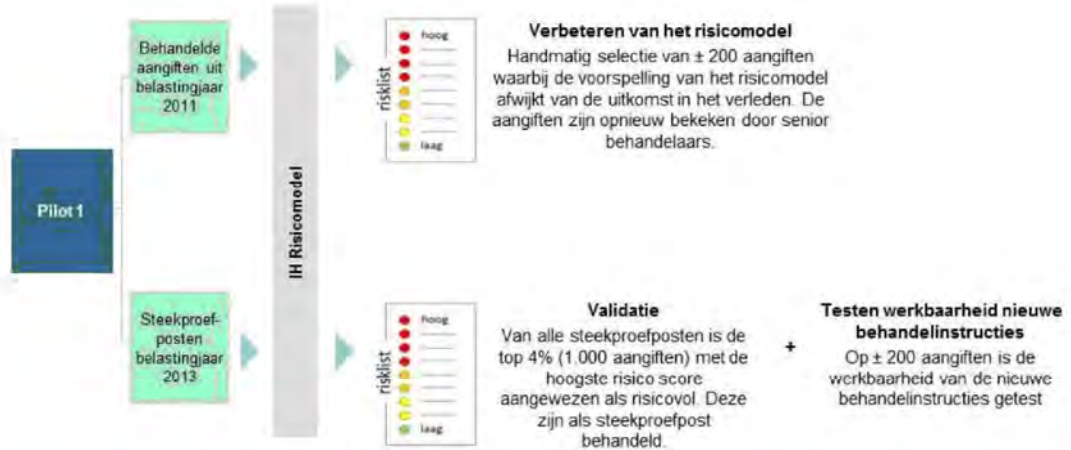 Pilot 1
Behandelde
aangiften uit
belastingjaar
2011
IH Risicomodel
risklist
hoog
laag
Verbeteren van het risicomodel
Handmatig selectie van ± 200 aangiften
waarbij de voorspelling van het risicomodel
afwijkt van de uitkomst in het verleden. De
aangiften zijn opnieuw bekeken door senior
behandelaars.
Steekproef-
posten
belastingjaar
2013
risklist
hoog
laag
Validatie
Van alle steekproefposten is de
top 4% (1.000 aangiften) met de
hoogste risico score
aangewezen als risicovol. Deze
zijn als steekproefpost
behandeld.
+
Testen werkbaarheid nieuwe
behandelinstructies
Op ± 200 aangiften is de
werkbaarheid van de nieuwe
behandelinstructies getest